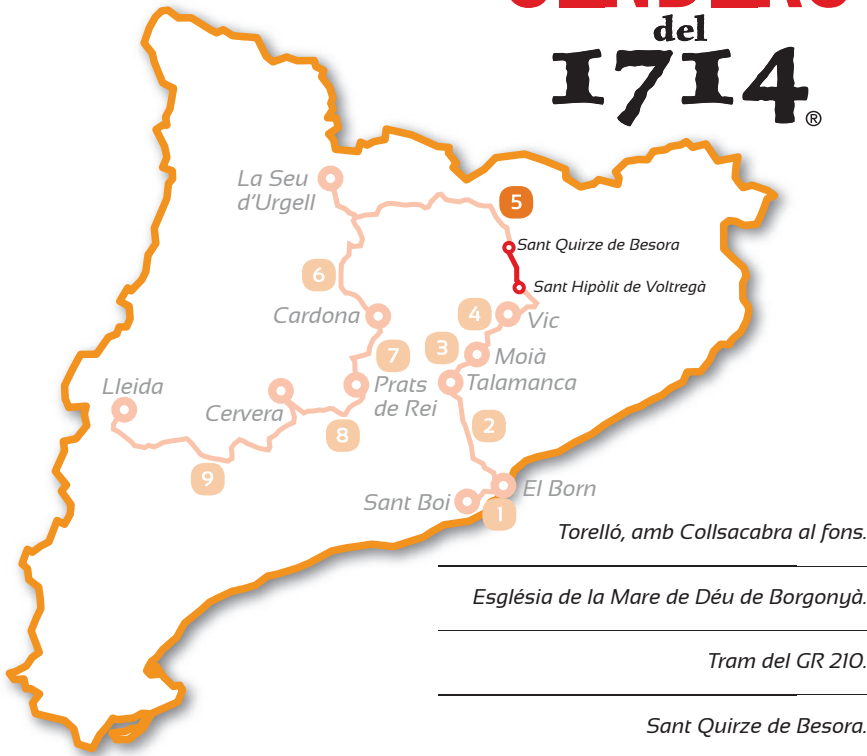 del
1714®
La Seu
d'Urgell
5
Sant Quirze de Besora
6
Sant Hipòlit de Voltregà
Cardona
4
Vic
3
7
Moià
Lleida
Prats
de Rei
Talamanca
Cervera
8
2
9
El Born
Sant Boi
1
Torelló, amb Collsacabra al fons.
Església de la Mare de Déu de Borgonyà.
Tram del GR 210.
Sant Quirze de Besora.